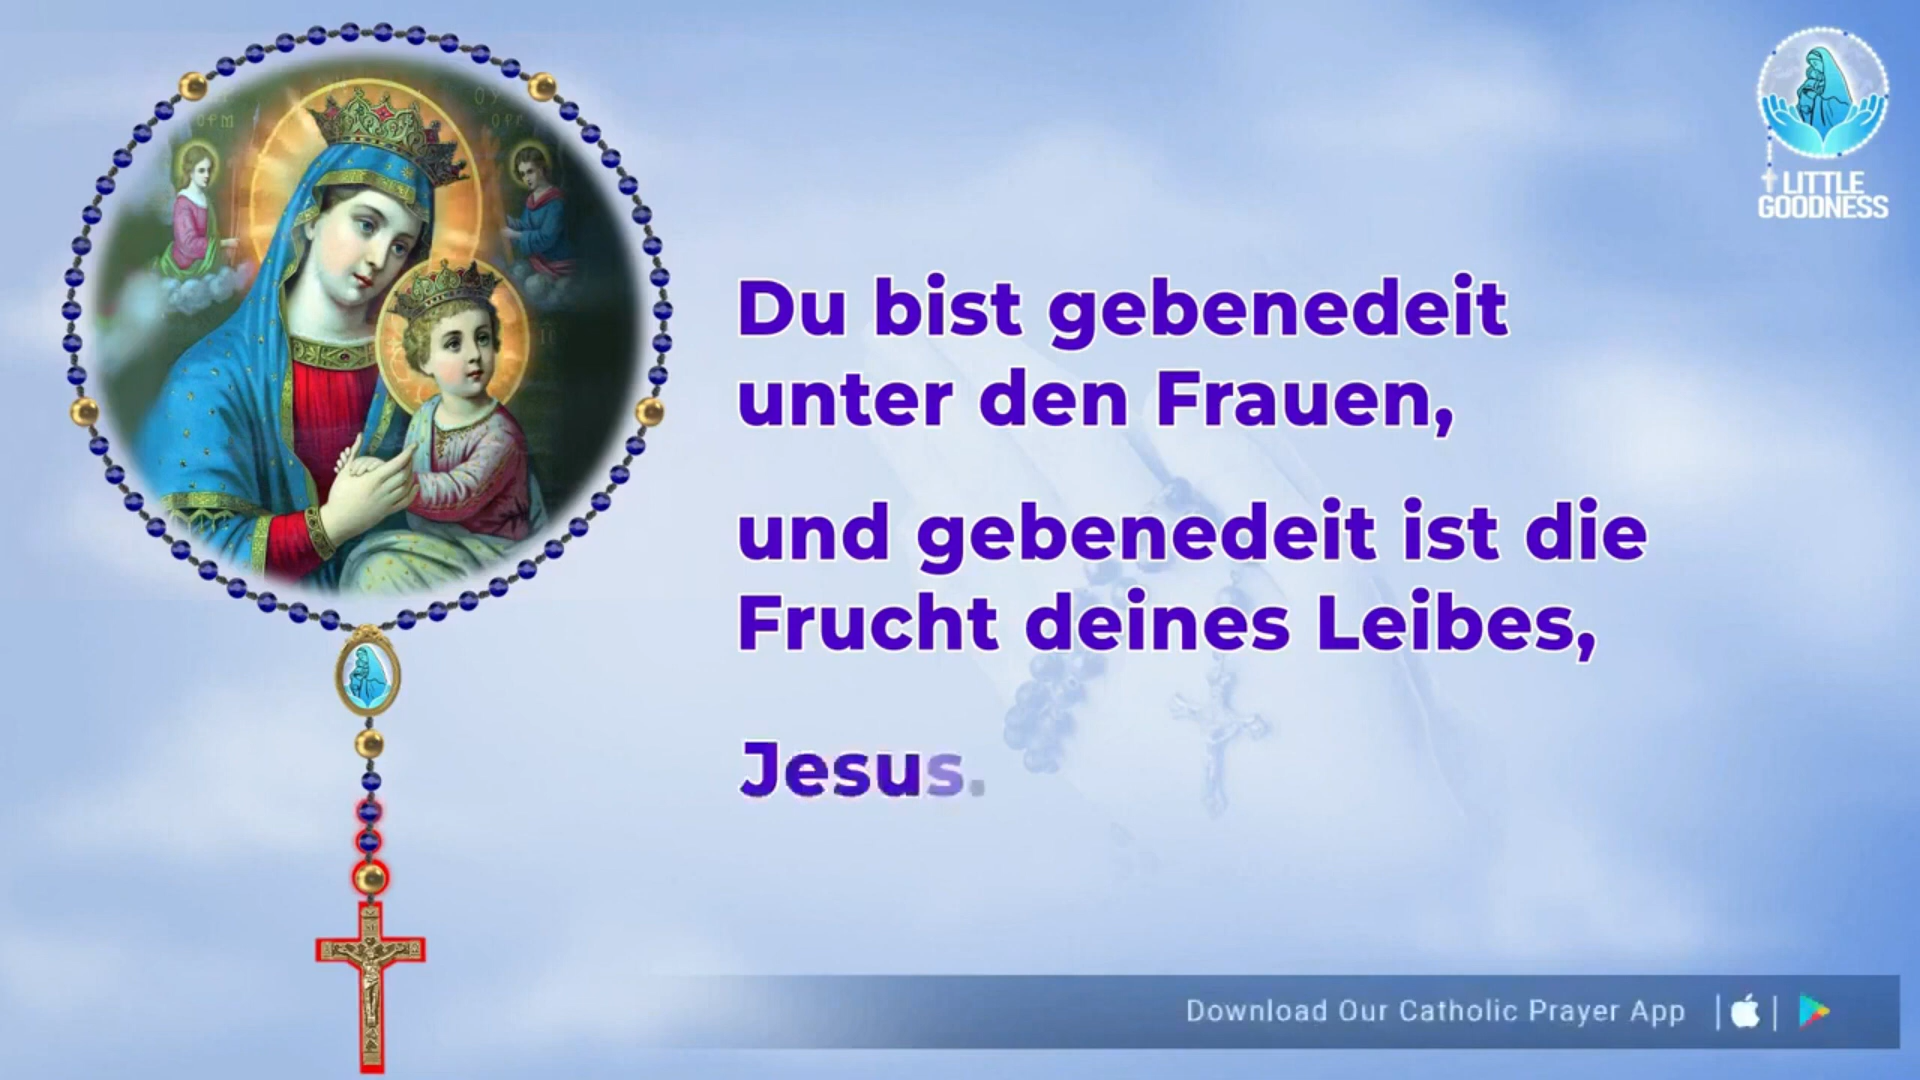 LITTLE
GOODNESS
Du bist gebenedeit
unter den Frauen,
und gebenedeit ist die
Frucht deines Leibes,
Jesus.
Download Our Catholic Prayer App